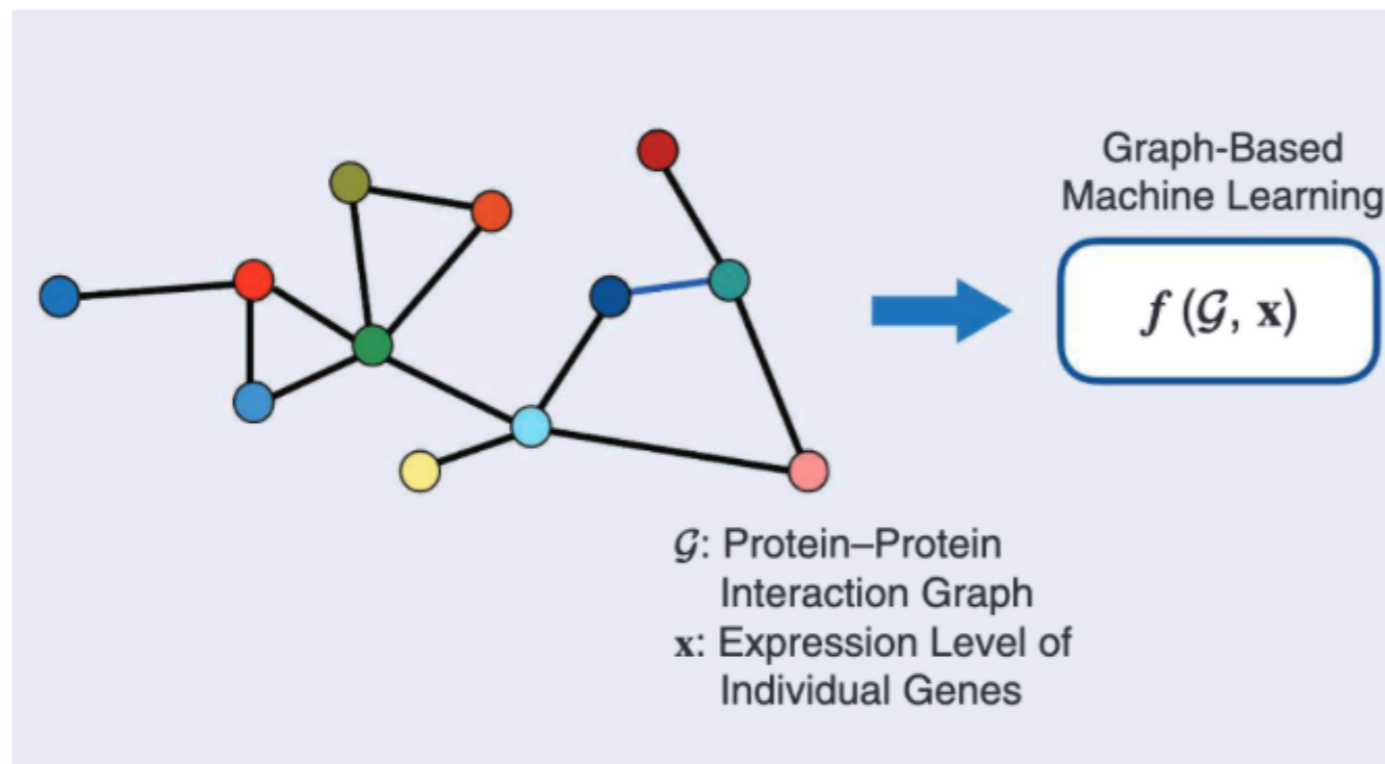 Graph-Based
Machine Learning
f (𝒢, x)
𝒢: Protein–Protein
Interaction Graph
x: Expression Level of
Individual Genes